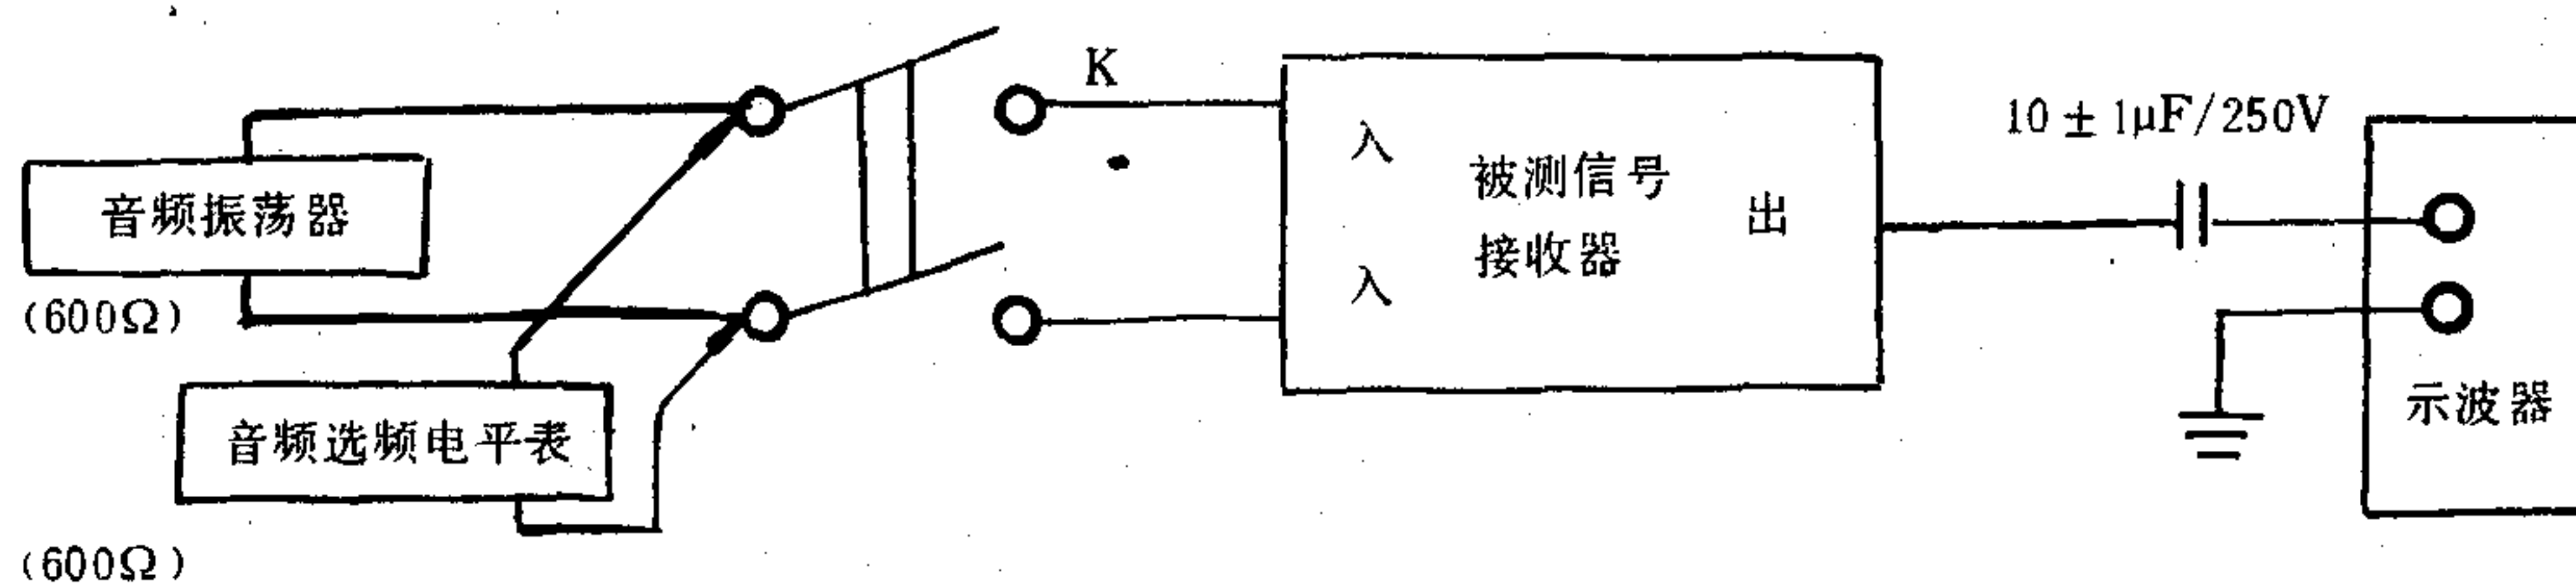 K
音频振荡器
(600Ω)
音频选频电平表
(600Ω)
入
入
被测信号
接收器
出
10 ± 1μF/250V
示波器